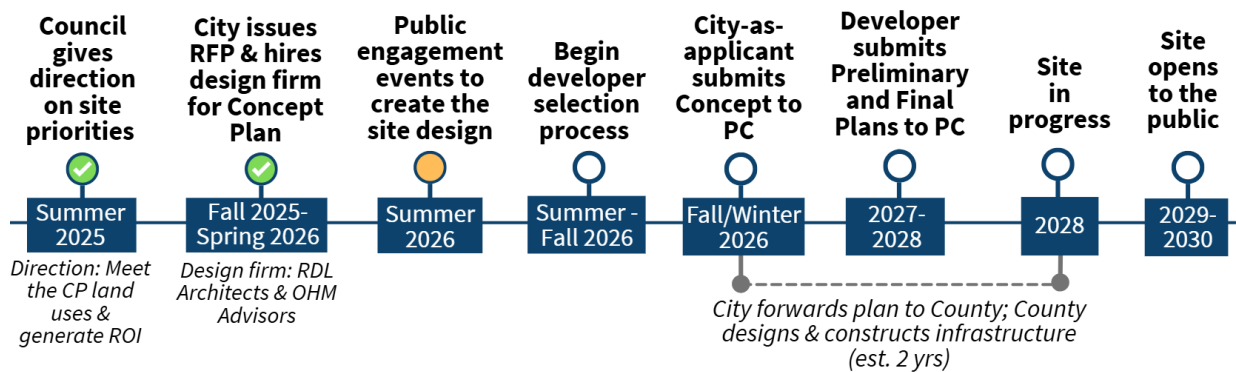 Council
gives
direction
on site
priorities
City issues
RFP & hires
design firm
for Concept
Plan
Public
engagement
events to
create the
site design
Begin
developer
selection
process
City-as-
applicant
submits
Concept to
PC
Developer
submits
Preliminary
and Final
Plans to PC
Site
in
progress
Site
opens
to the
public
Summer
2025
Fall 2025-
Spring 2026
Summer
2026
Summer -
Fall 2026
Fall/Winter
2026
2027-
2028
2028
2029-
2030
Direction: Meet
the CP land
uses &
generate ROI
Design firm: RDL
Architects & OHM
Advisors
City forwards plan to County; County
designs & constructs infrastructure
(est. 2 yrs)